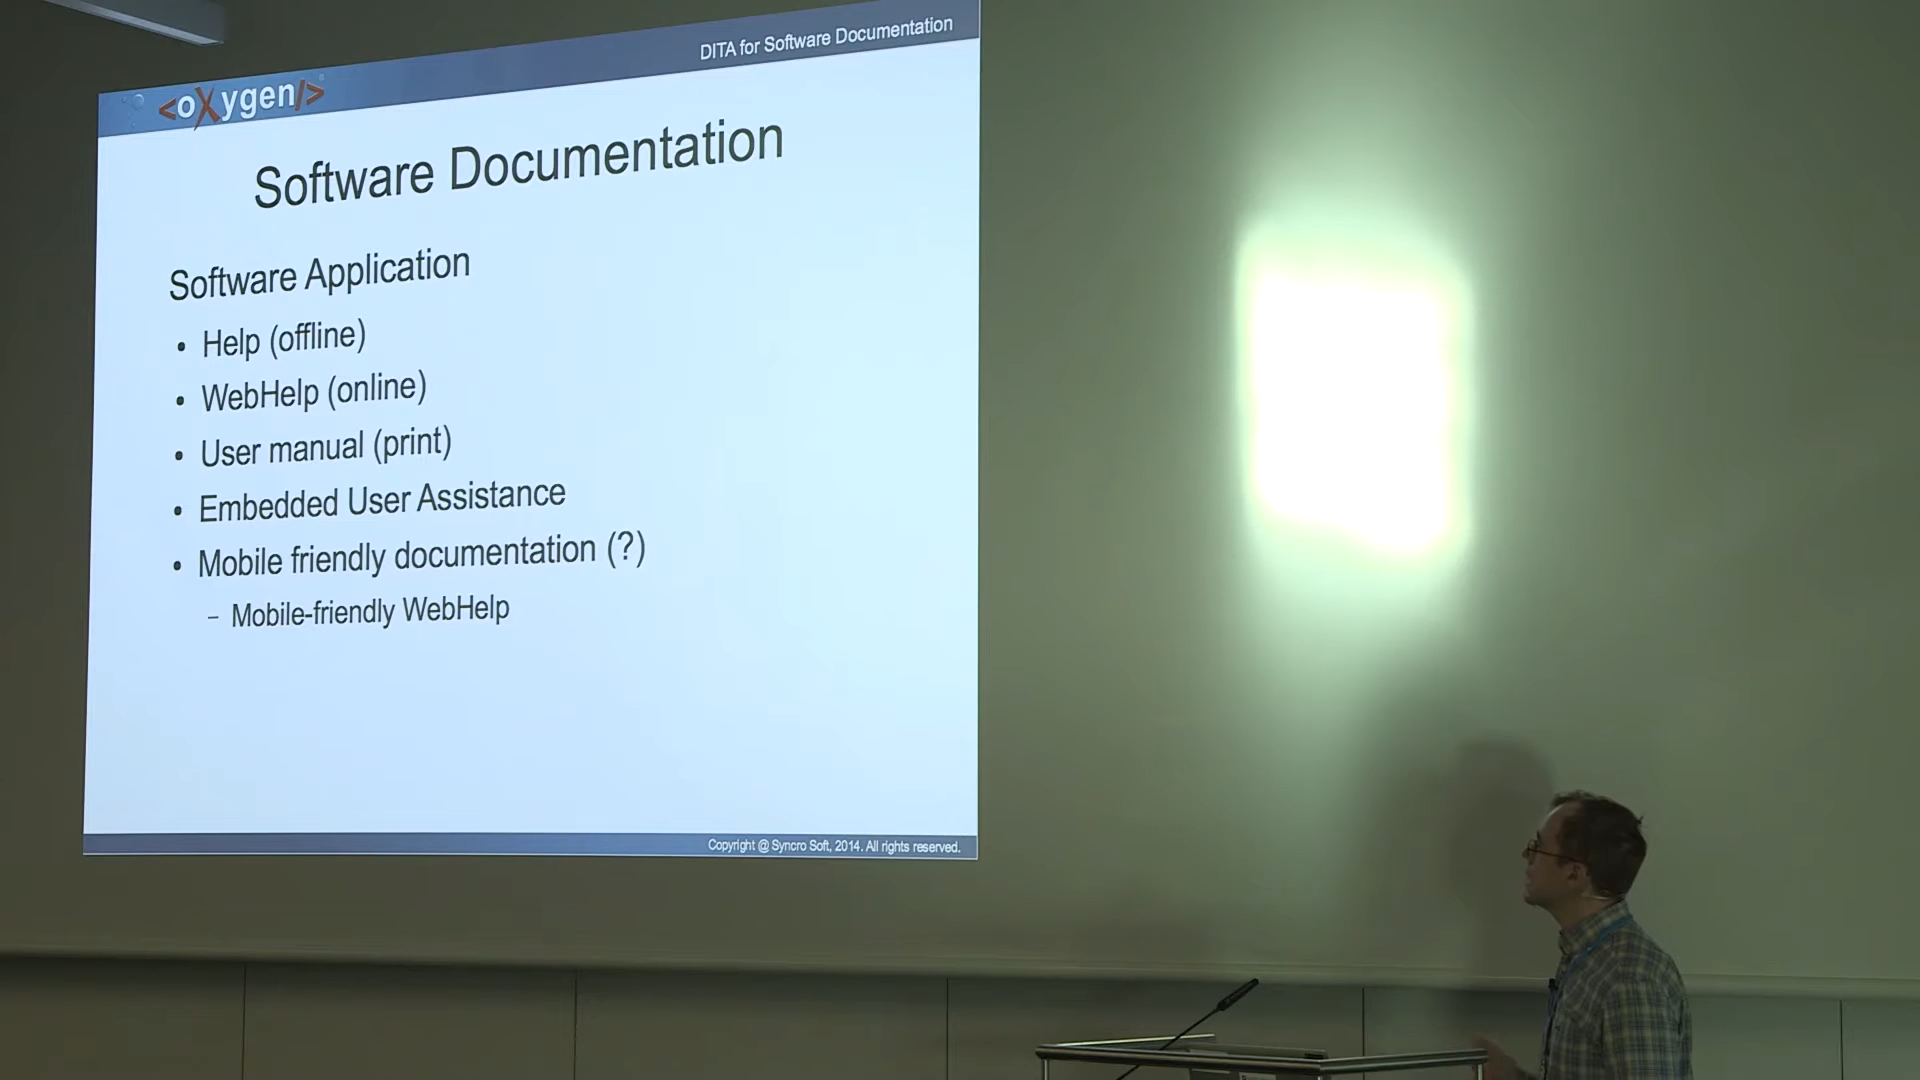 DITA for Software Documentation
<oXygen/>
Software Documentation
Software Application
• Help (offline)
• WebHelp (online)
• User manual (print)
• Embedded User Assistance
• Mobile friendly documentation (?)
– Mobile-friendly WebHelp
Copyright @ Syncro Soft, 2014. All rights reserved.